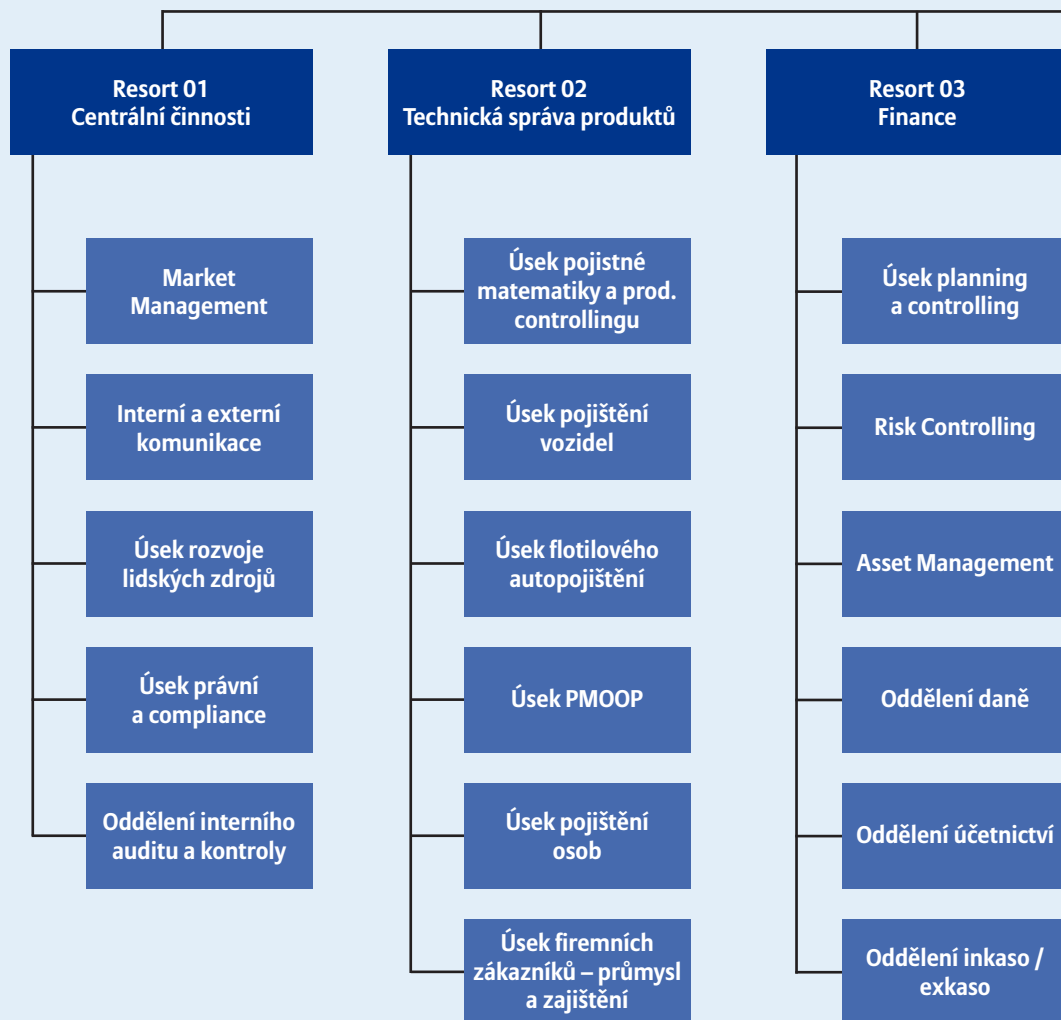 Resort 01
Centrální činnosti
Market
Management
Interní a externí
komunikace
Úsek rozvoje
lidských zdrojů
Úsek právní
a compliance
Oddělení interního
auditu a kontroly
Resort 02
Technická správa produktů
Úsek pojistné
matematiky a prod.
controllingu
Úsek pojištění
vozidel
Úsek flotilového
autopojištění
Úsek PMOOP
Úsek pojištění
osob
Úsek firemních
zákazníků – průmysl
a zajištění
Resort 03
Finance
Úsek planning
a controlling
Risk Controlling
Asset Management
Oddělení daně
Oddělení účetnictví
Oddělení inkaso /
exkaso